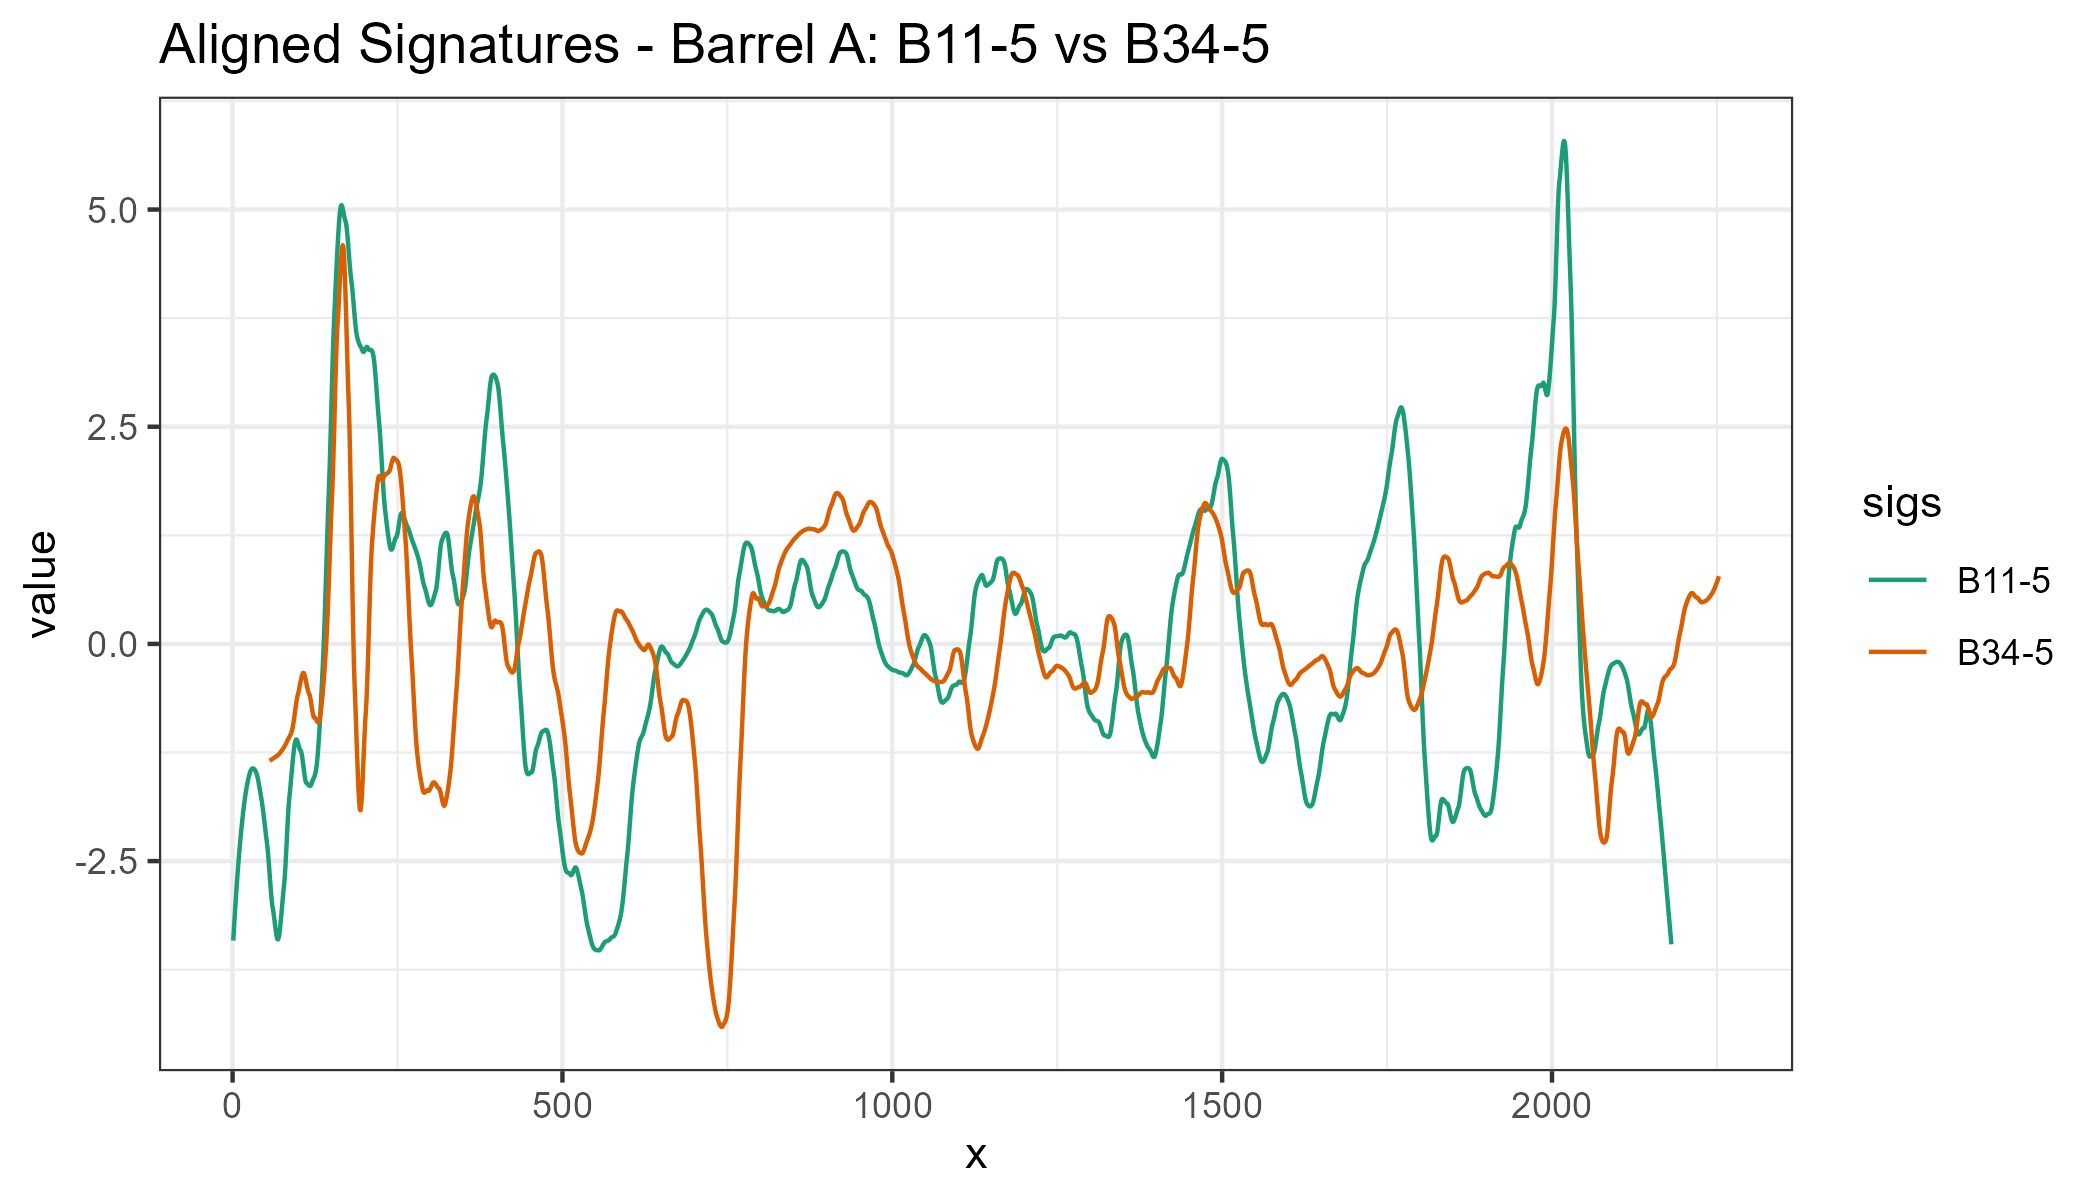 Aligned Signatures - Barrel A: B11-5 vs B34-5
value
5.0
2.5
0.0
-2.5
0 500 1000 1500 2000
x
sigs
B11-5
B34-5